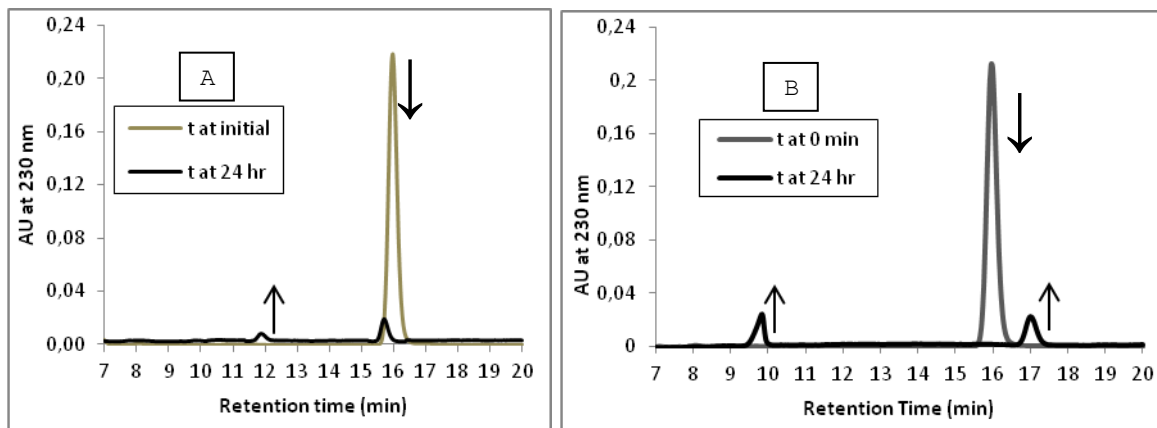 0,24
0,20
0,16
0,12
0,08
0,04
0,00
AU at 230 nm
A
t at initial
t at 24 hr
7 8 9 10 11 12 13 14 15 16 17 18 19 20
Retention time (min)
0,24
0,2
0,16
0,12
0,08
0,04
0
AU at 230 nm
B
t at 0 min
t at 24 hr
7 8 9 10 11 12 13 14 15 16 17 18 19 20
Retention Time (min)